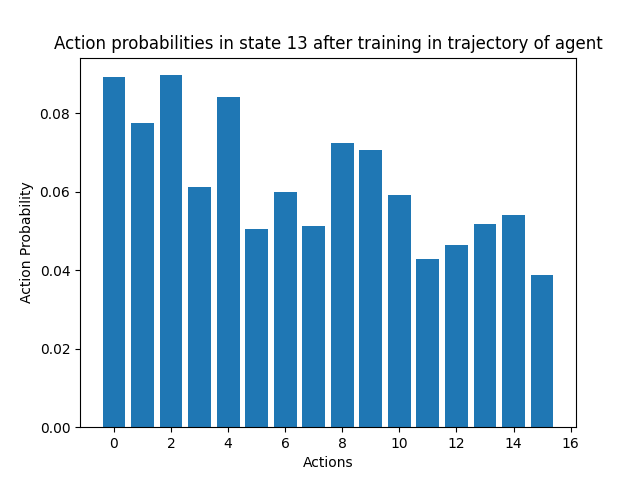 Action probabilities in state 13 after training in trajectory of agent
0.08
0.06
0.04
0.02
0.00
Action Probability
0 2 4 6 8 10 12 14 16
Actions